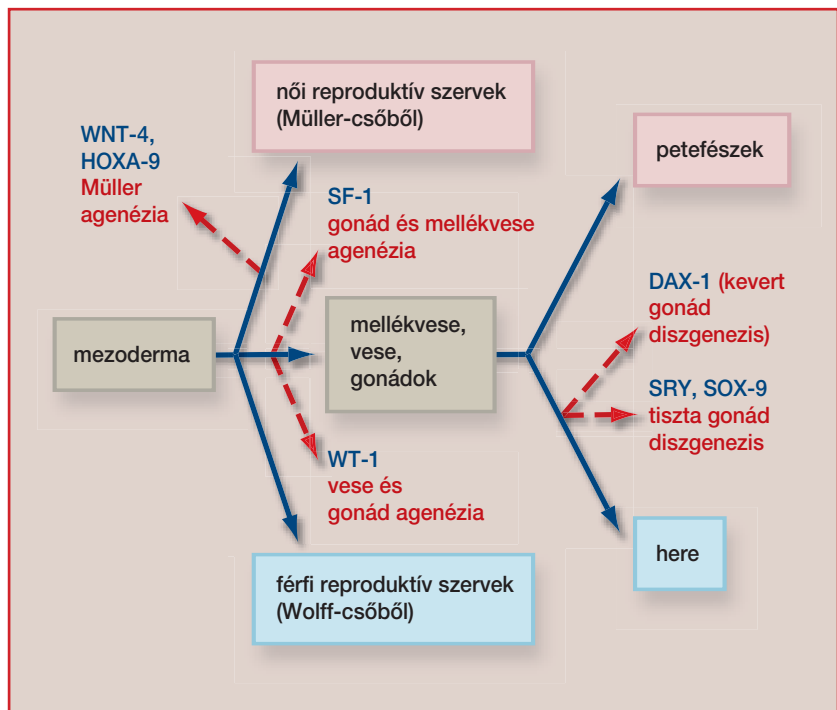 női reproduktív szervek
(Müller-csőből)
WNT-4,
HOXA-9
Müller
agenézia
SF-1
gonád és mellékvese
agenézia
petefészek
mezoderma
mellékvese,
vese,
gonádok
DAX-1 (kevert
gonád
diszgenezis)
SRY, SOX-9
tiszta gonád
diszgenezis
WT-1
vese és
gonád agenézia
here
férfi reproduktív szervek
(Wolff-csőből)